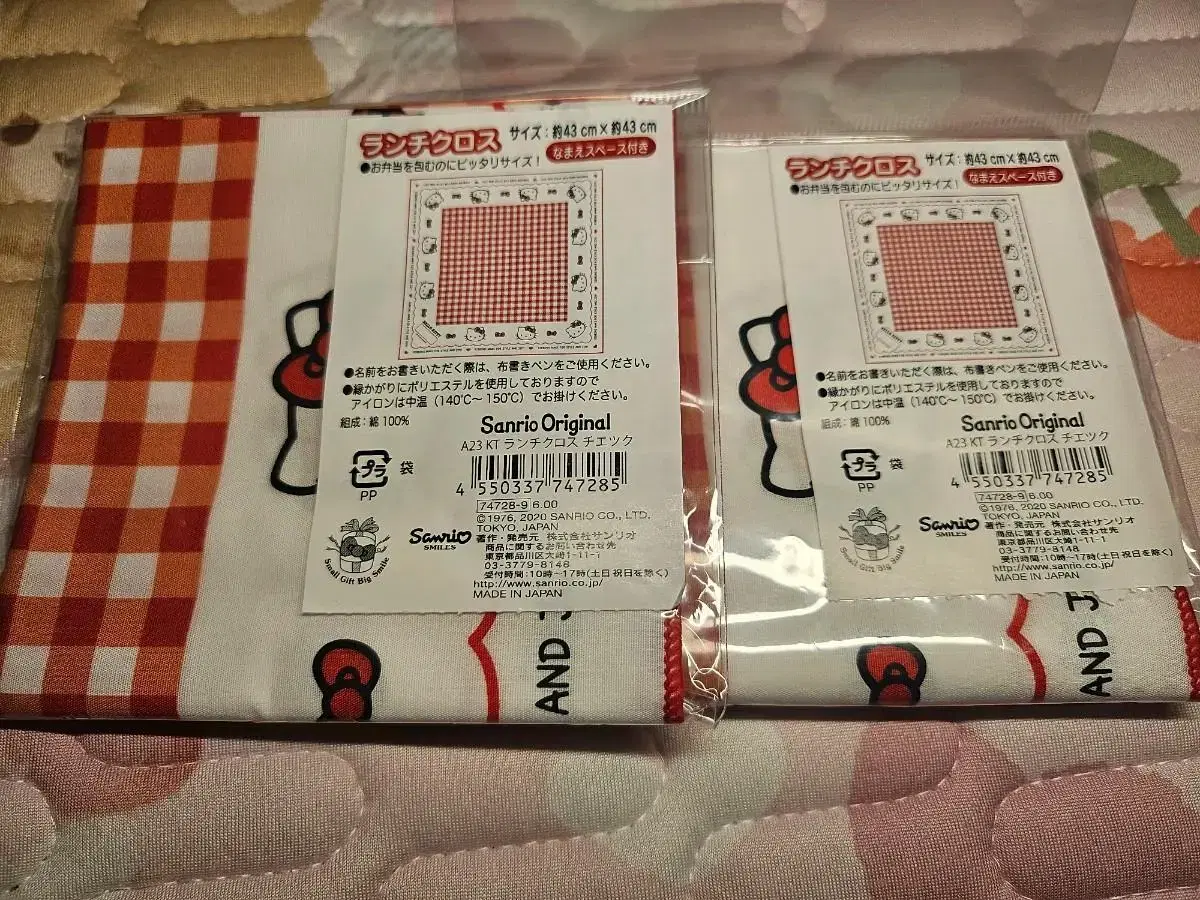 ランチクロス サイズ：約43cm×約43cm
なまえスペース付き
●お弁当を包むのにピッタリサイズ！
●名前をお書きいただく際は、布書きペンをご使用ください。
●縁かがりにポリエステルを使用しておりますので
アイロンは中温（140℃～150℃）でお掛けください。
組成：綿100%
Sanrio Original
A23 KT ランチクロス チエツク
プラ 袋
PP
4 550337 747285
74728-9 6.00
©1976, 2020 SANRIO CO., LTD.
TOKYO, JAPAN
Sanrio SMILES
著作・発売元 株式会社サンリオ
商品に関するお問い合わせ先
東京都品川区大崎1-11-1
03-3779-8148
受付時間：10時～17時(土日祝日を除く)
http://www.sanrio.co.jp/
MADE IN JAPAN
Small Gift Big Smile
AND J
ランチクロス サイズ：約43cm×約43cm
なまえスペース付き
●お弁当を包むのにピッタリサイズ！
●名前をお書きいただく際は、布書きペンをご使用ください。
●縁かがりにポリエステルを使用しておりますので
アイロンは中温（140℃～150℃）でお掛けください。
組成：綿100%
Sanrio Original
A23 KT ランチクロス チエツク
プラ 袋
PP
4 550337 747285
74728-9 6.00
©1976, 2020 SANRIO CO., LTD.
TOKYO, JAPAN
Sanrio SMILES
著作・発売元 株式会社サンリオ
商品に関するお問い合わせ先
東京都品川区大崎1-11-1
03-3779-8148
受付時間：10時～17時(土日祝日を除く)
http://www.sanrio.co.jp/
MADE IN JAPAN
Small Gift Big Smile
AND J